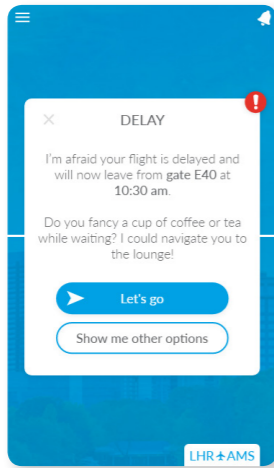 DELAY
I'm afraid your flight is delayed and
will now leave from gate E40 at
10:30 am.
Do you fancy a cup of coffee or tea
while waiting? I could navigate you to
the lounge!
Let's go
Show me other options
LHR AMS